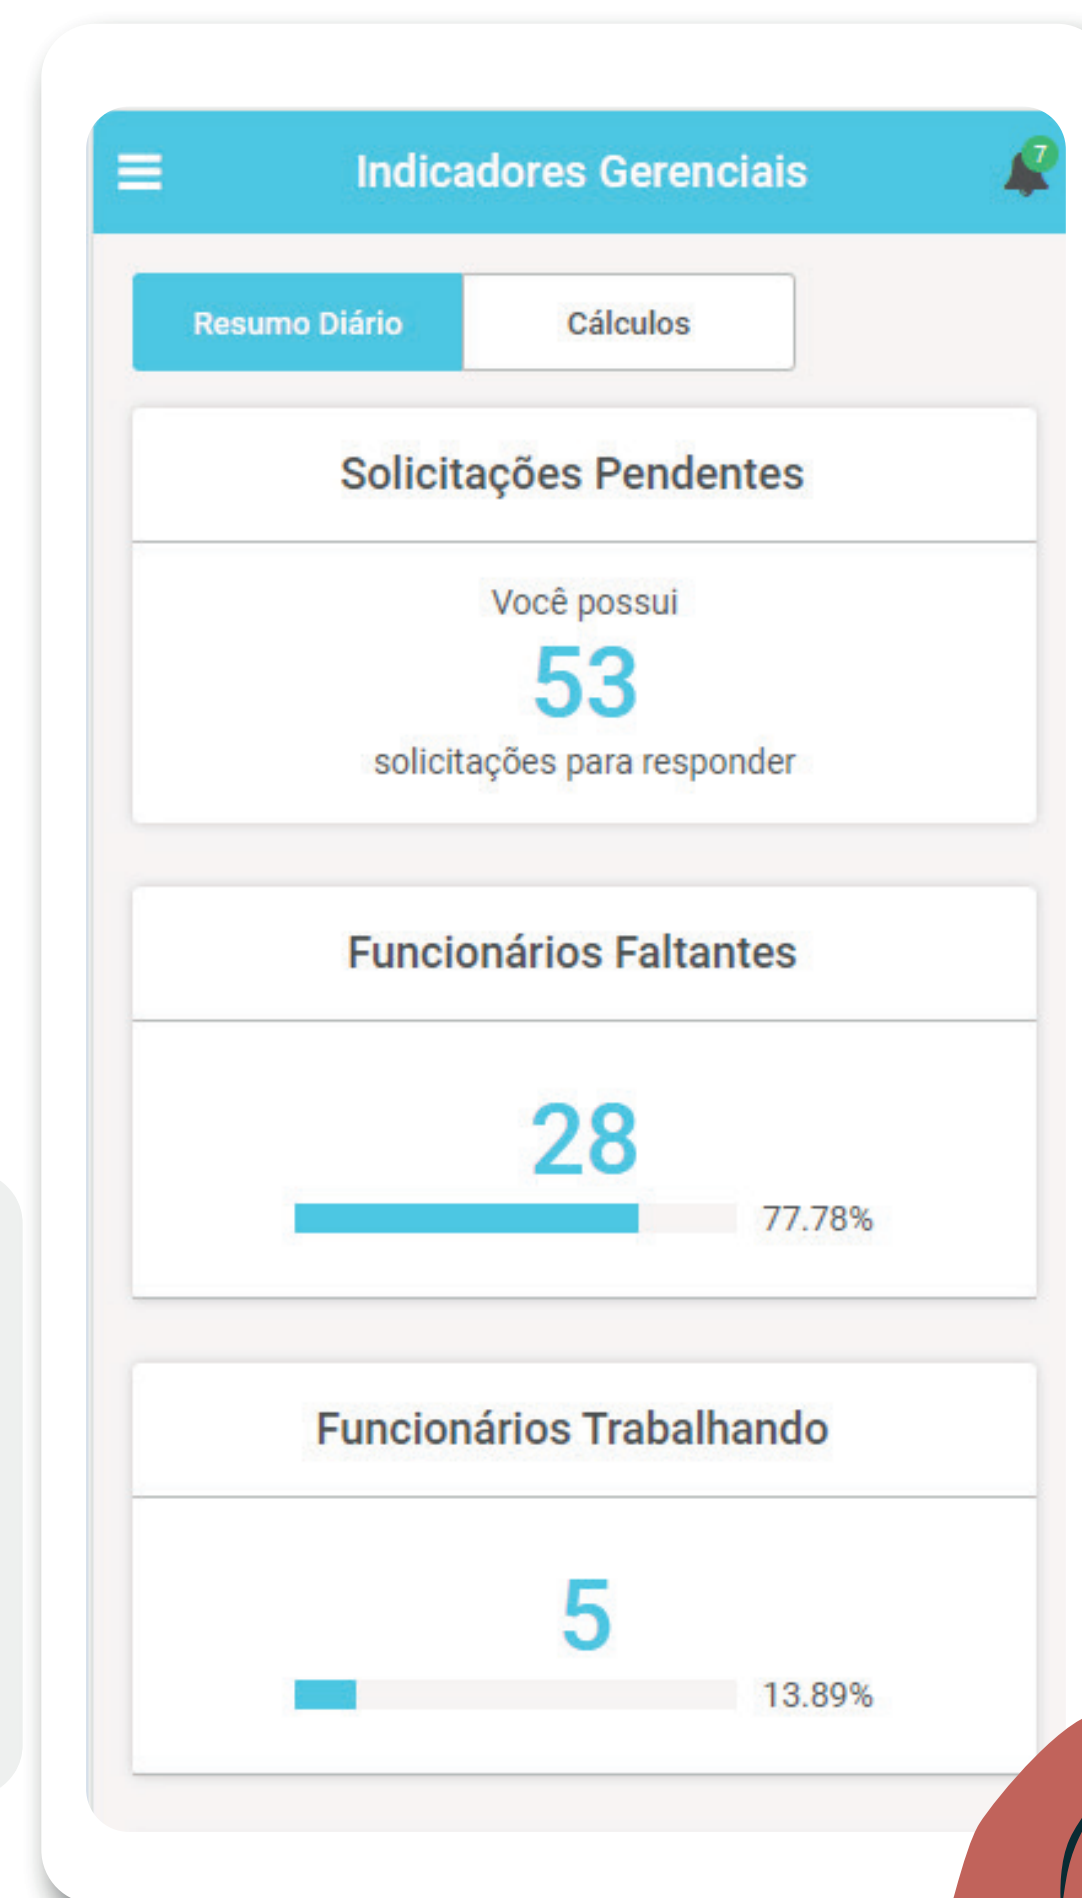 Indicadores Gerenciais
7
Resumo Diário
Cálculos
Solicitações Pendentes
Você possui
53
solicitações para responder
Funcionários Faltantes
28
77.78%
Funcionários Trabalhando
5
13.89%